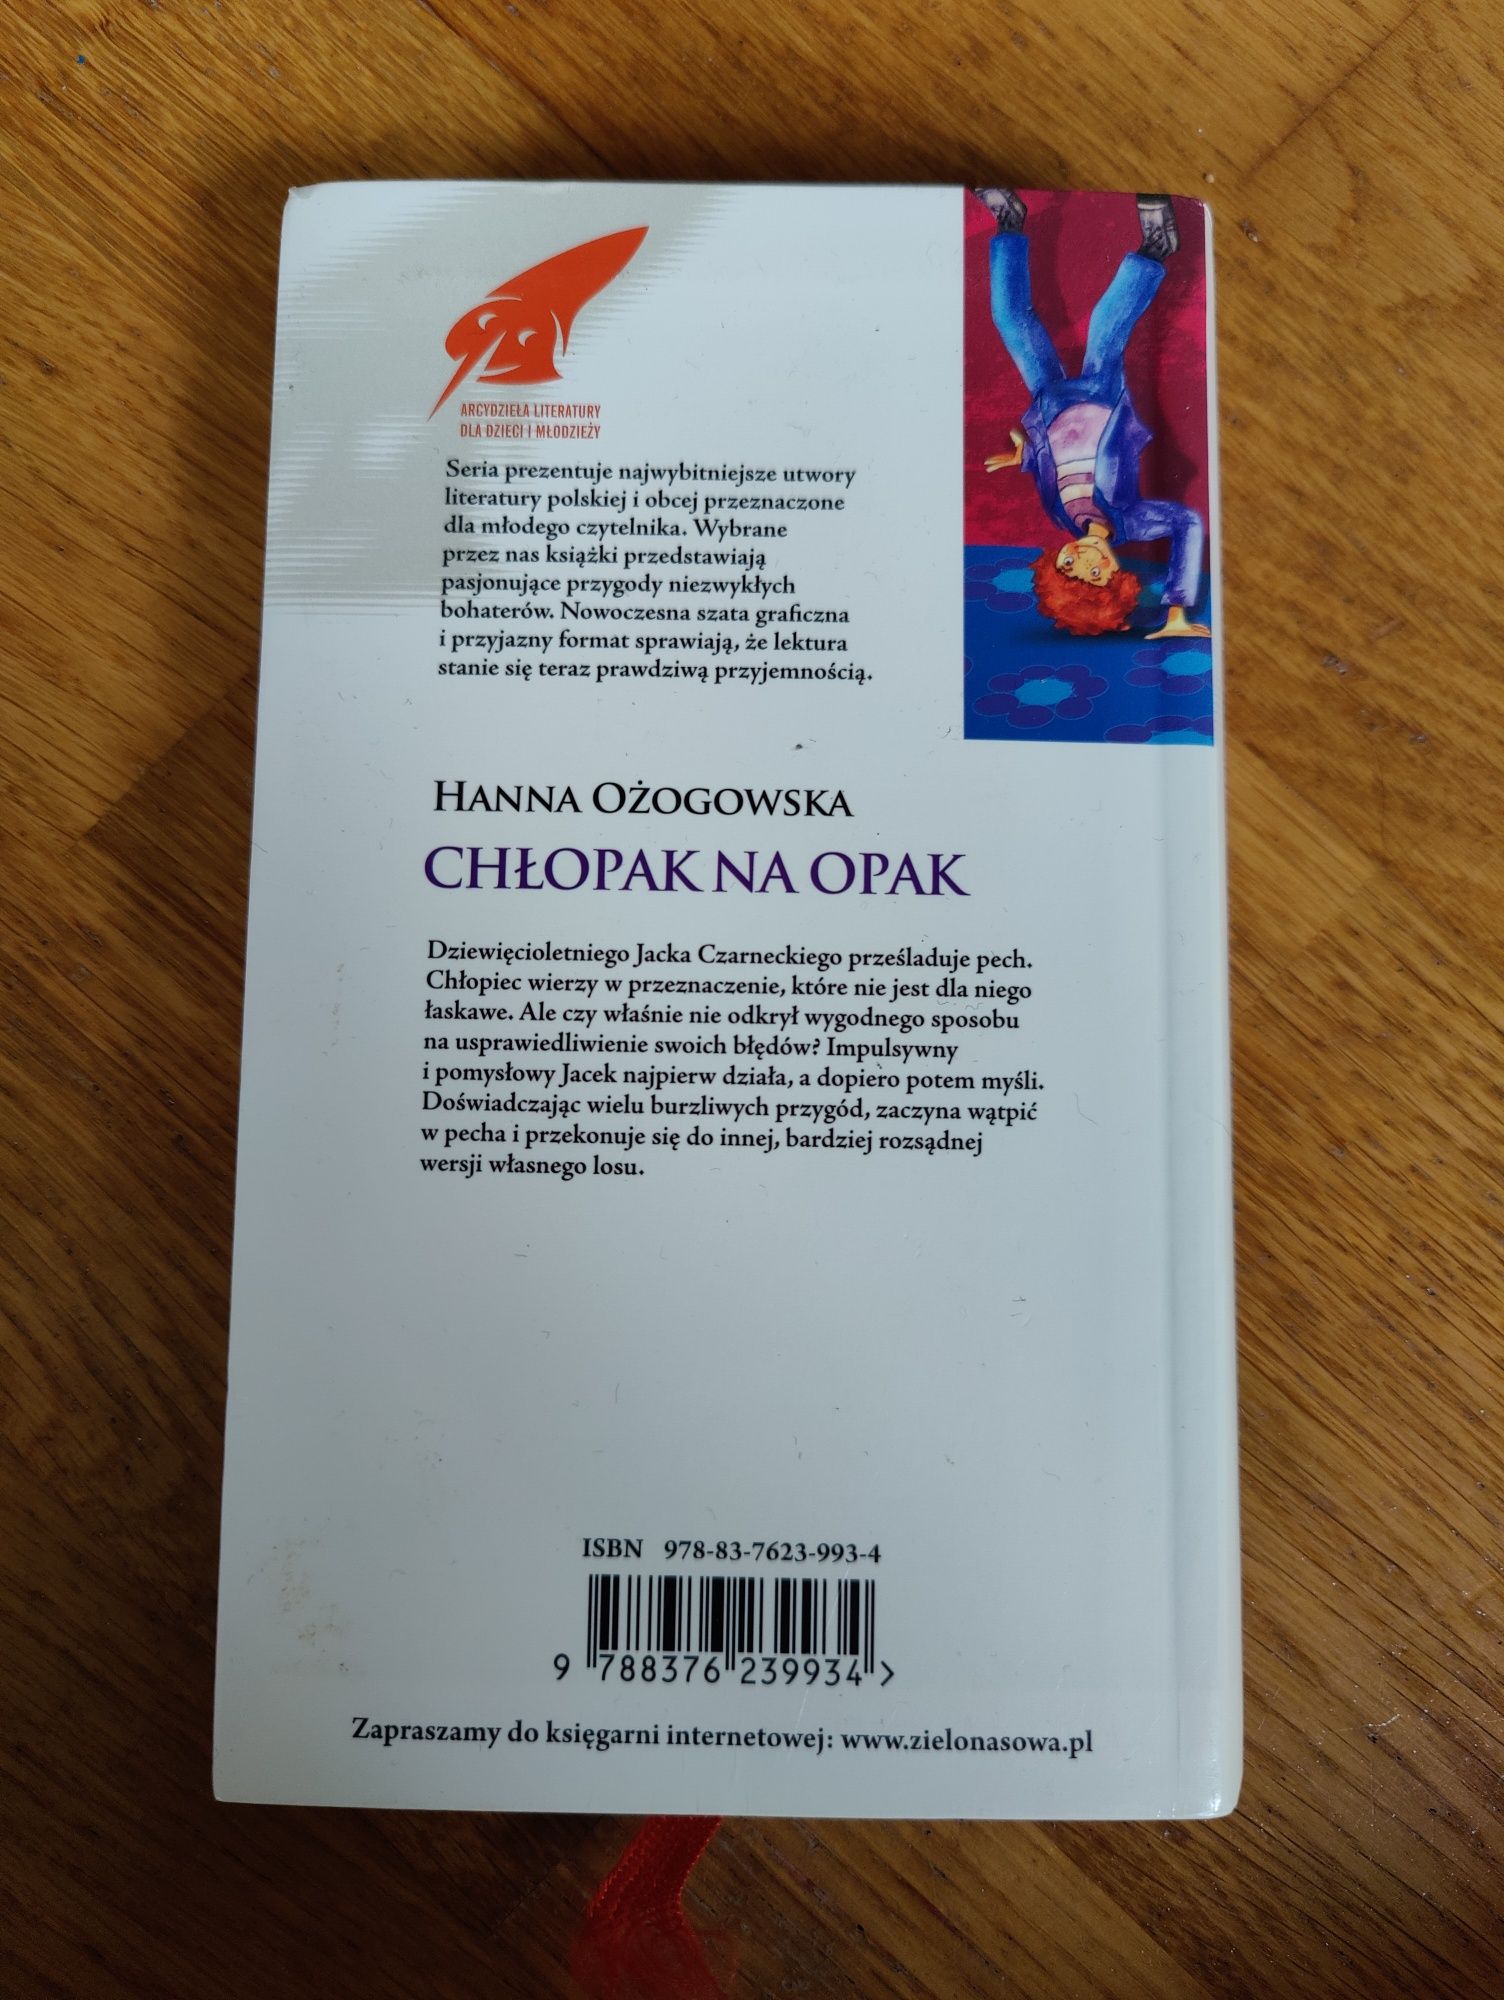 ARCYDZIEŁA LITERATURY
DLA DZIECI I MŁODZIEŻY
Seria prezentuje najwybitniejsze utwory
literatury polskiej i obcej przeznaczone
dla młodego czytelnika. Wybrane
przez nas książki przedstawiają
pasjonujące przygody niezwykłych
bohaterów. Nowoczesna szata graficzna
i przyjazny format sprawiają, że lektura
stanie się teraz prawdziwą przyjemnością.
HANNA OŻOGOWSKA
CHŁOPAK NA OPAK
Dziewięcioletniego Jacka Czarneckiego prześladuje pech.
Chłopiec wierzy w przeznaczenie, które nie jest dla niego
łaskawe. Ale czy właśnie nie odkrył wygodnego sposobu
na usprawiedliwienie swoich błędów? Impulsywny
i pomysłowy Jacek najpierw działa, a dopiero potem myśli.
Doświadczając wielu burzliwych przygód, zaczyna wątpić
w pecha i przekonuje się do innej, bardziej rozsądnej
wersji własnego losu.
ISBN 978-83-7623-993-4
9 788376 239934 >
Zapraszamy do księgarni internetowej: www.zielonasowa.pl